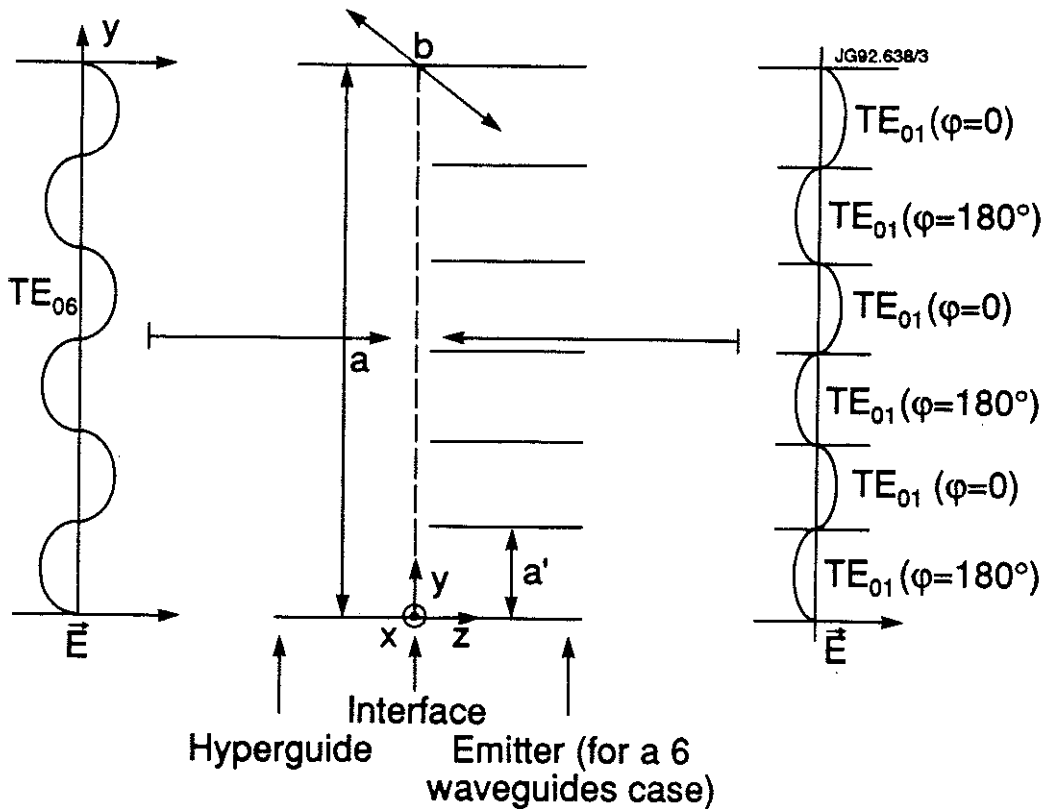 y
b
JG92.638/3
TE01(φ=0)
TE01(φ=180°)
TE06
TE01(φ=0)
a
TE01(φ=180°)
TE01 (φ=0)
a'
y
TE01(φ=180°)
E⃗
x
z
E⃗
Interface
Hyperguide
Emitter (for a 6
waveguides case)